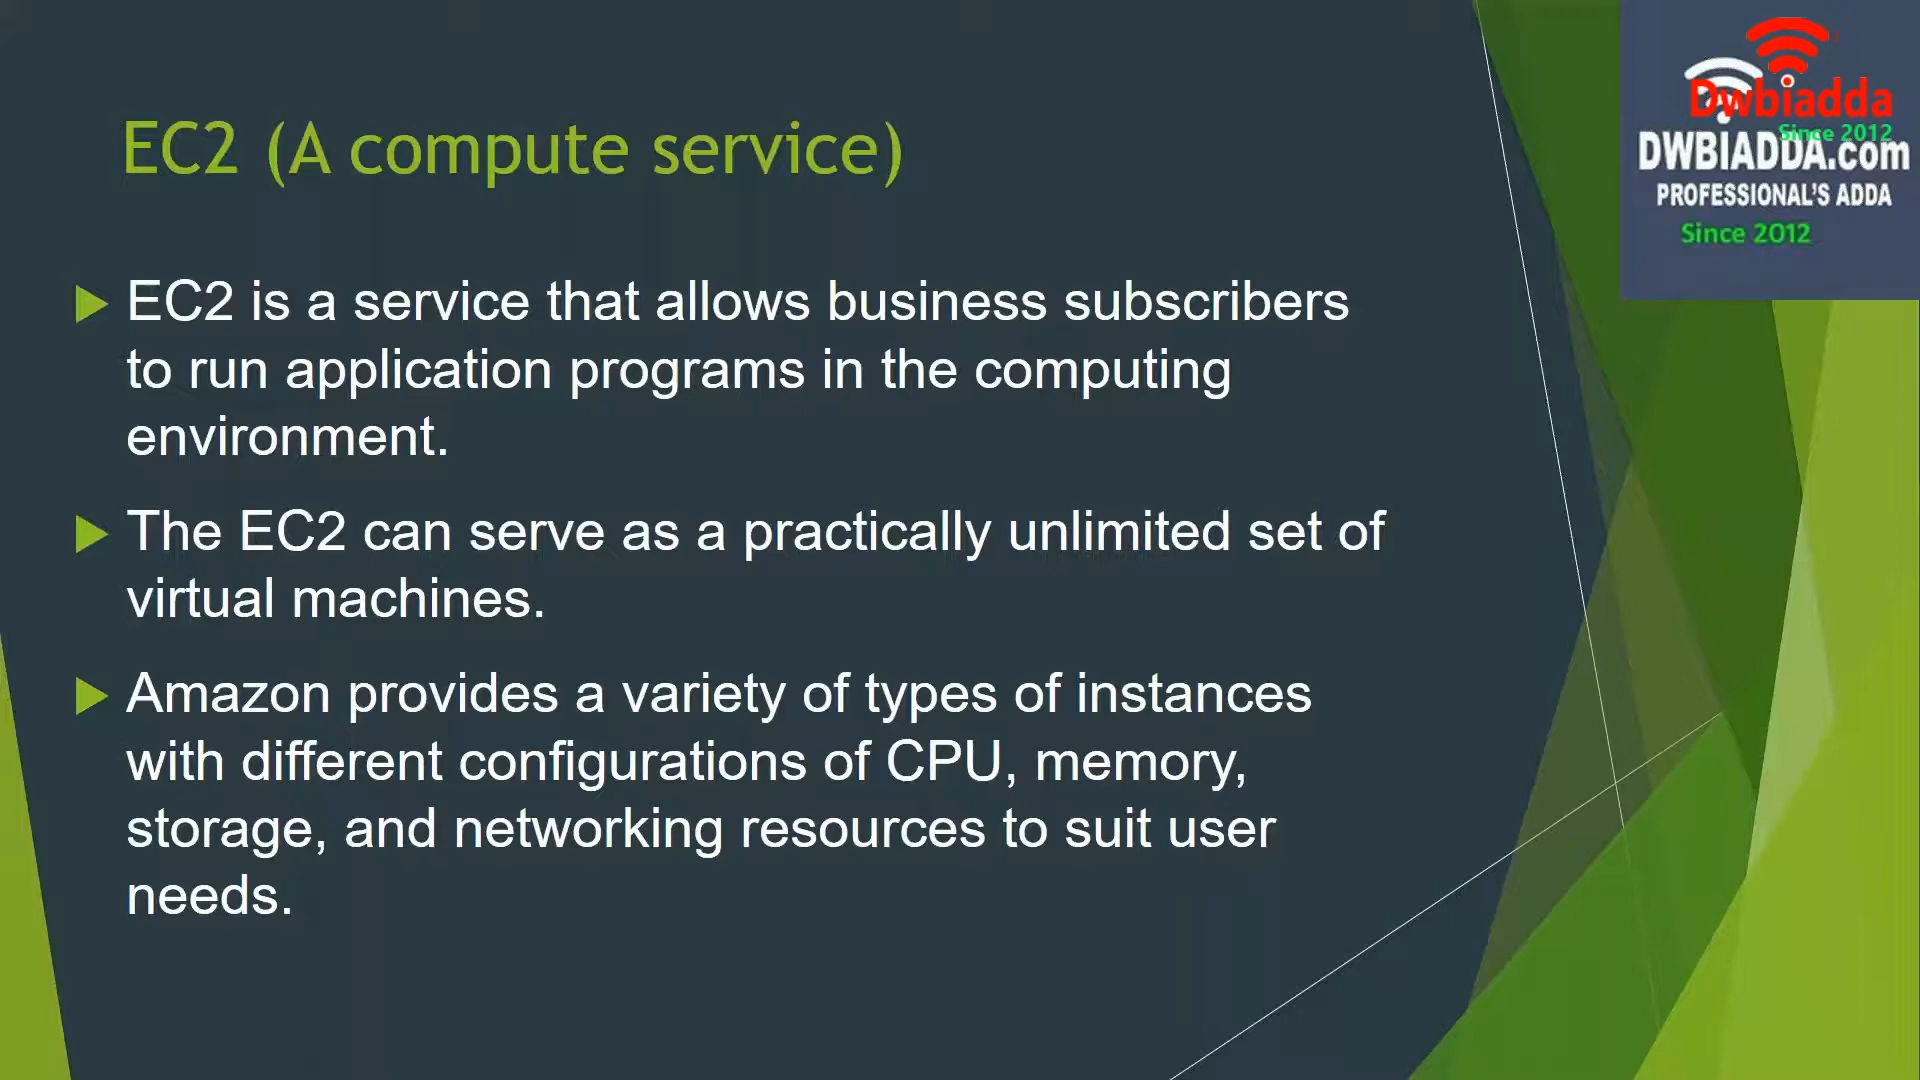 EC2 (A compute service)
EC2 is a service that allows business subscribers
to run application programs in the computing
environment.
The EC2 can serve as a practically unlimited set of
virtual machines.
Amazon provides a variety of types of instances
with different configurations of CPU, memory,
storage, and networking resources to suit user
needs.
Dwbiadda
Since 2012
DWBIADDA.com
PROFESSIONAL'S ADDA
Since 2012